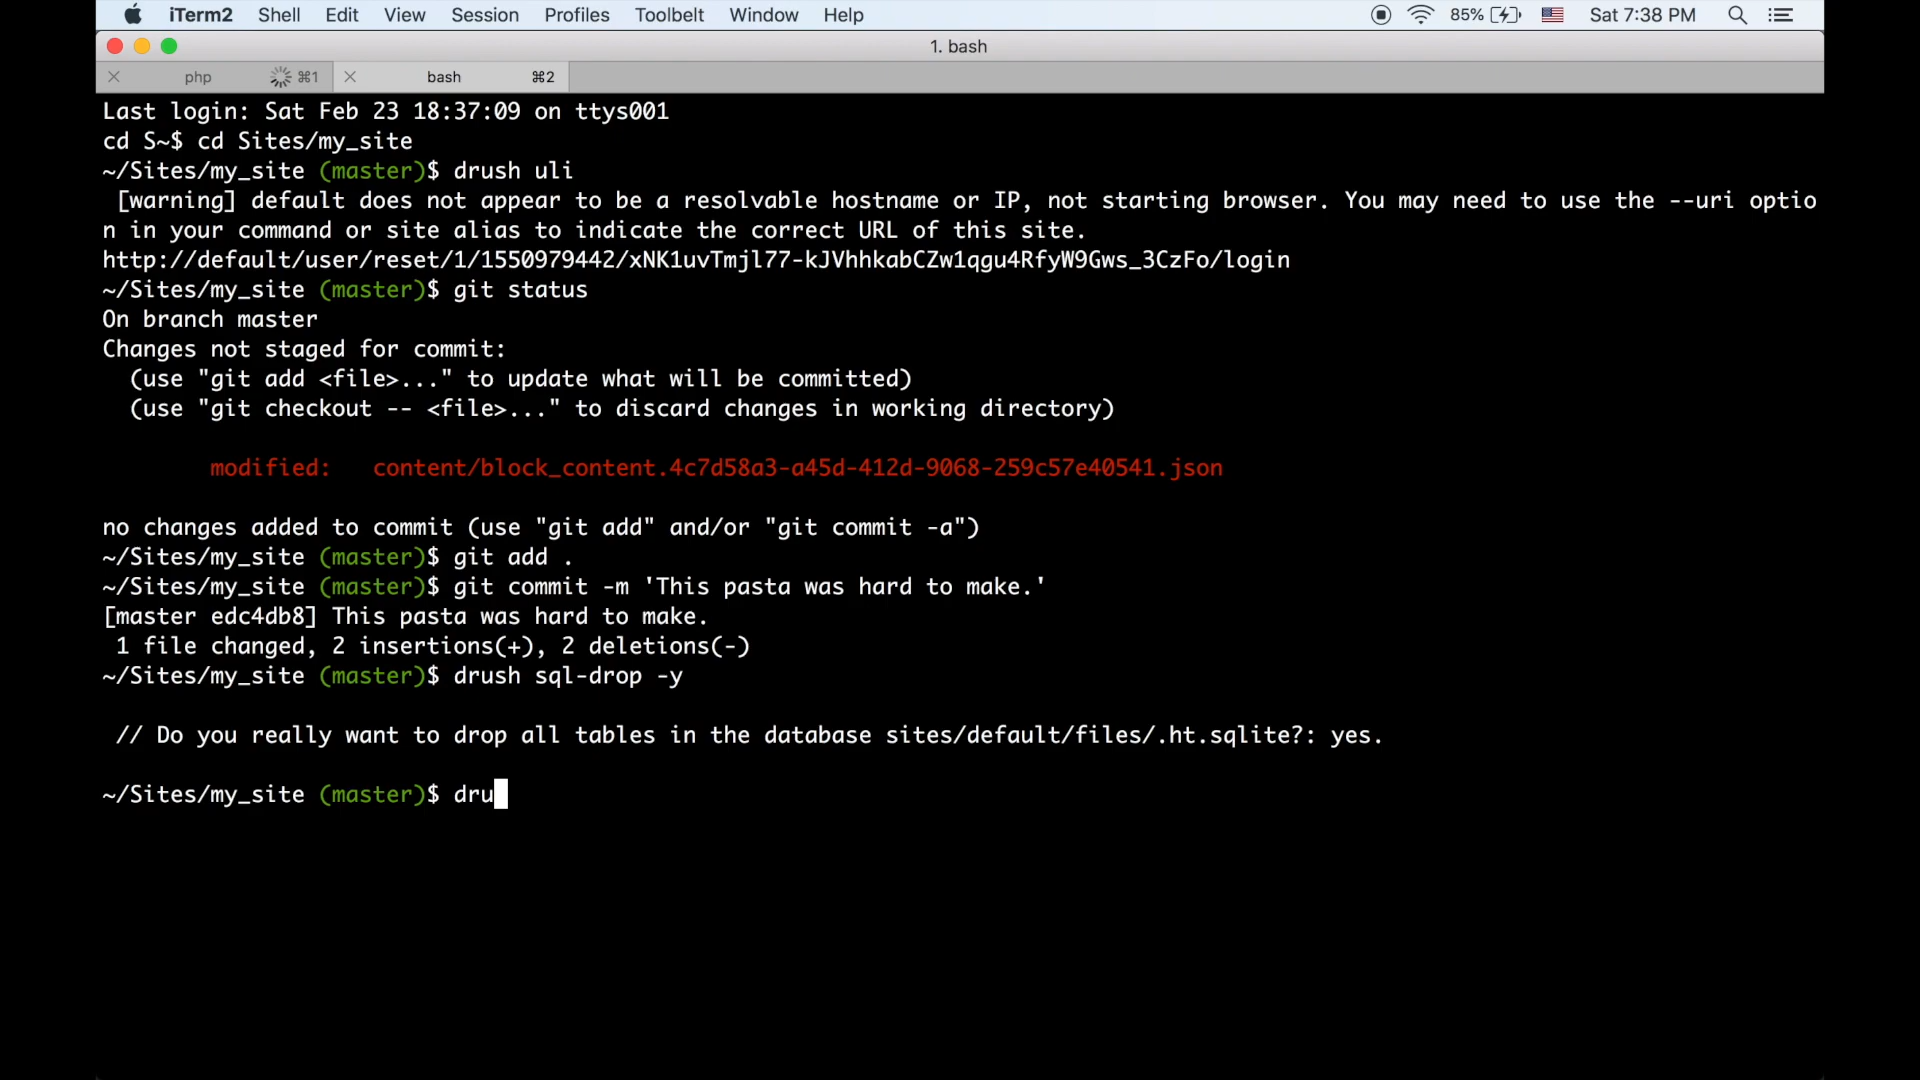 iTerm2 Shell Edit View Session Profiles Toolbelt Window Help 85% Sat 7:38 PM
1. bash
php ⌘1 bash ⌘2
Last login: Sat Feb 23 18:37:09 on ttys001
cd S~$ cd Sites/my_site
~/Sites/my_site (master)$ drush uli
[warning] default does not appear to be a resolvable hostname or IP, not starting browser. You may need to use the --uri optio
n in your command or site alias to indicate the correct URL of this site.
http://default/user/reset/1/1550979442/xNK1uvTmjl77-kJVhhkabCZw1qgu4RfyW9Gws_3CzFo/login
~/Sites/my_site (master)$ git status
On branch master
Changes not staged for commit:
(use "git add <file>..." to update what will be committed)
(use "git checkout -- <file>..." to discard changes in working directory)
modified: content/block_content.4c7d58a3-a45d-412d-9068-259c57e40541.json
no changes added to commit (use "git add" and/or "git commit -a")
~/Sites/my_site (master)$ git add .
~/Sites/my_site (master)$ git commit -m 'This pasta was hard to make.'
[master edc4db8] This pasta was hard to make.
1 file changed, 2 insertions(+), 2 deletions(-)
~/Sites/my_site (master)$ drush sql-drop -y
// Do you really want to drop all tables in the database sites/default/files/.ht.sqlite?: yes.
~/Sites/my_site (master)$ dru